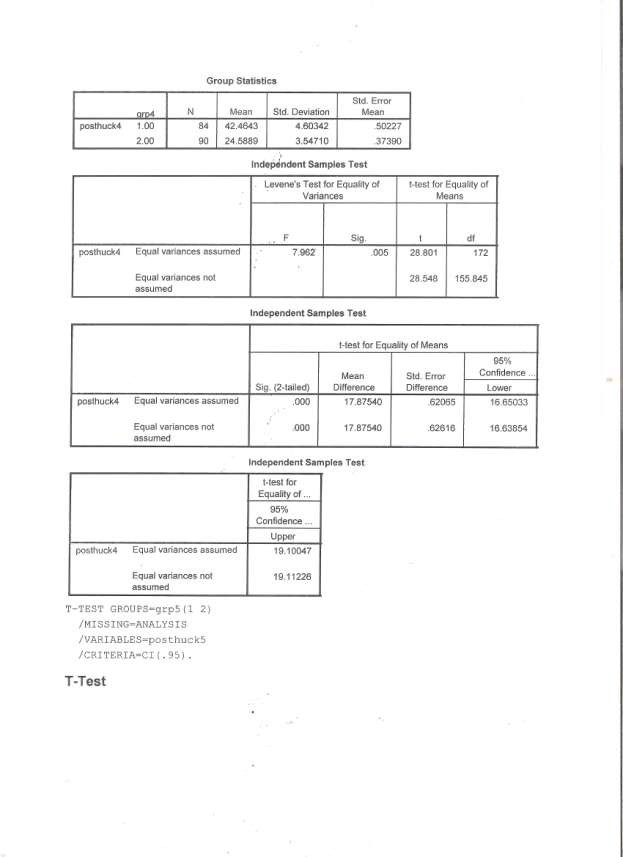 Group Statistics
grp4 N Mean Std. Deviation Std. Error Mean
posthuck4 1.00 84 42.4643 4.60342 .50227
2.00 90 24.5889 3.54710 .37390
Independent Samples Test
Levene's Test for Equality of Variances t-test for Equality of Means
F Sig. t df
posthuck4 Equal variances assumed 7.962 .005 28.801 172
Equal variances not assumed 28.548 155.845
Independent Samples Test
t-test for Equality of Means
Sig. (2-tailed) Mean Difference Std. Error Difference 95% Confidence ...
Lower
posthuck4 Equal variances assumed .000 17.87540 .62065 16.65033
Equal variances not assumed .000 17.87540 .62616 16.63854
Independent Samples Test
t-test for Equality of ...
95% Confidence ...
Upper
posthuck4 Equal variances assumed 19.10047
Equal variances not assumed 19.11226
T-TEST GROUPS=grp5(1 2)
/MISSING=ANALYSIS
/VARIABLES=posthuck5
/CRITERIA=CI(.95).
T-Test